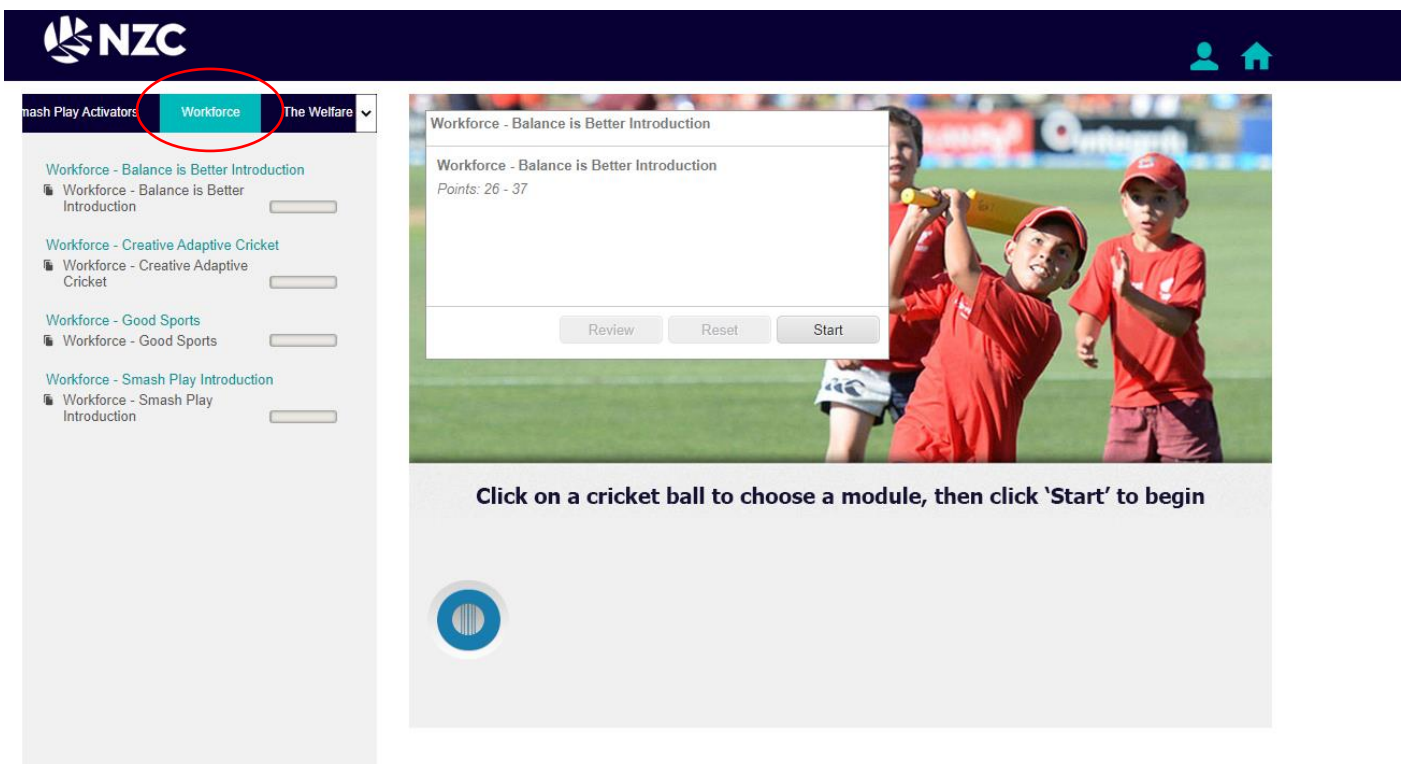 NZC
mash Play Activators Workforce The Welfare
Workforce - Balance is Better Introduction
Workforce - Balance is Better
Introduction
Workforce - Creative Adaptive Cricket
Workforce - Creative Adaptive
Cricket
Workforce - Good Sports
Workforce - Good Sports
Workforce - Smash Play Introduction
Workforce - Smash Play
Introduction
Workforce - Balance is Better Introduction
Workforce - Balance is Better Introduction
Points: 26 - 37
Review Reset Start
Click on a cricket ball to choose a module, then click ‘Start’ to begin